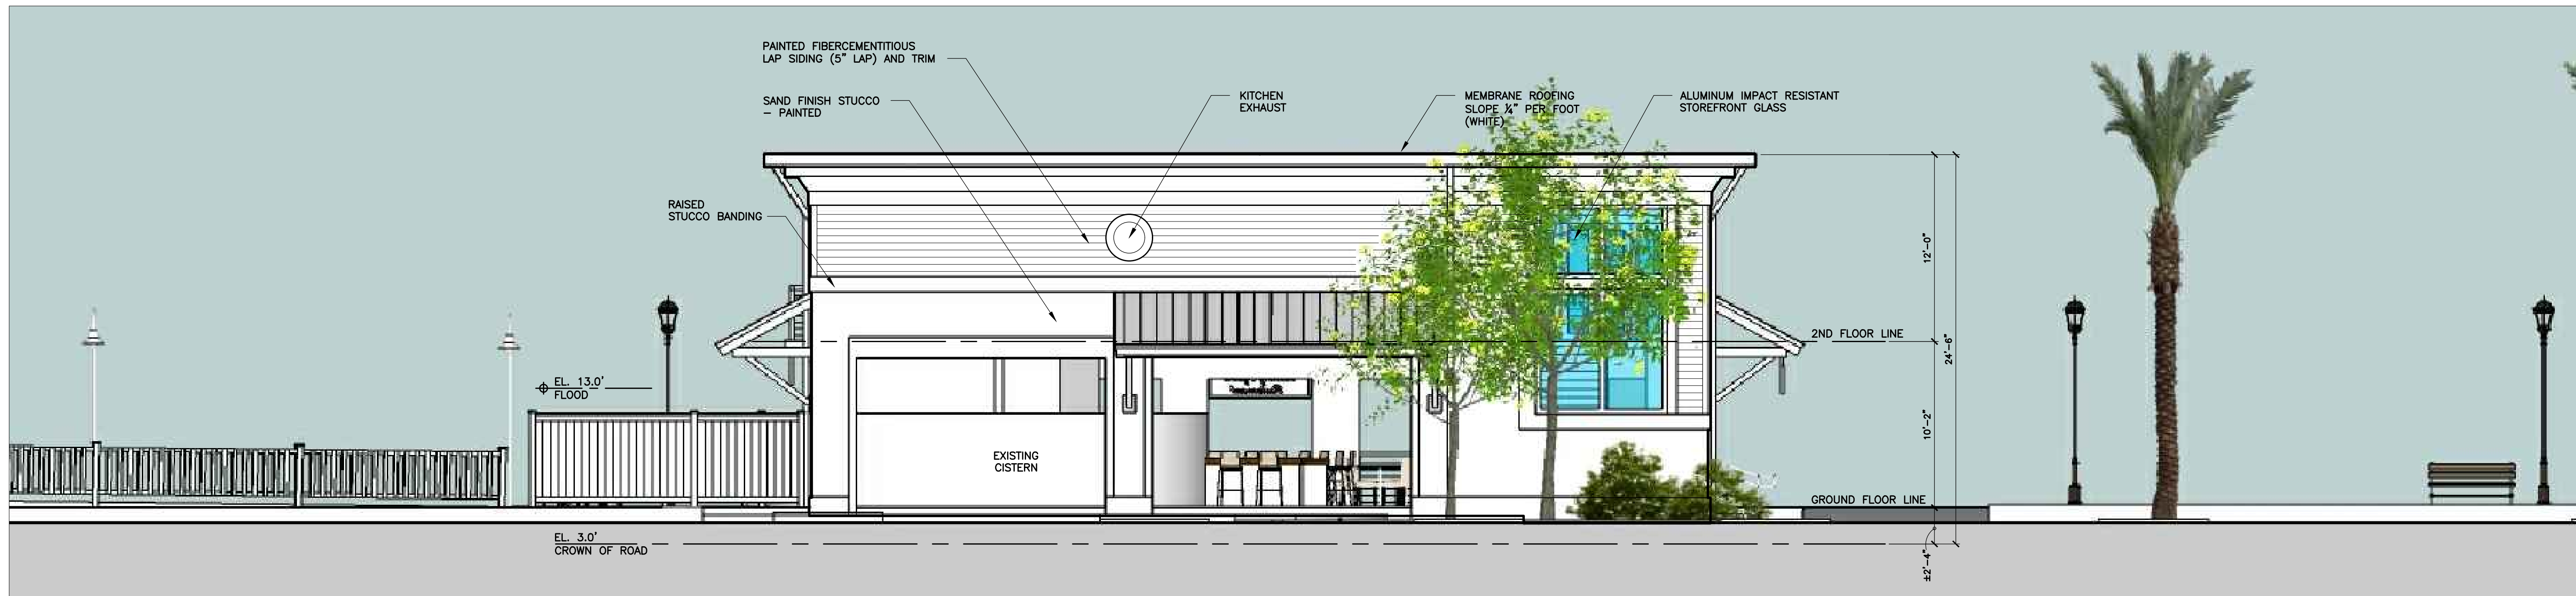 PAINTED FIBERCEMENTITIOUS
LAP SIDING (5" LAP) AND TRIM
SAND FINISH STUCCO
– PAINTED
KITCHEN
EXHAUST
MEMBRANE ROOFING
SLOPE ¼" PER FOOT
(WHITE)
ALUMINUM IMPACT RESISTANT
STOREFRONT GLASS
RAISED
STUCCO BANDING
12'–0"
2ND FLOOR LINE
24'–6"
EL. 13.0'
FLOOD
10'–2"
EXISTING
CISTERN
GROUND FLOOR LINE
EL. 3.0'
CROWN OF ROAD
±2'–4"